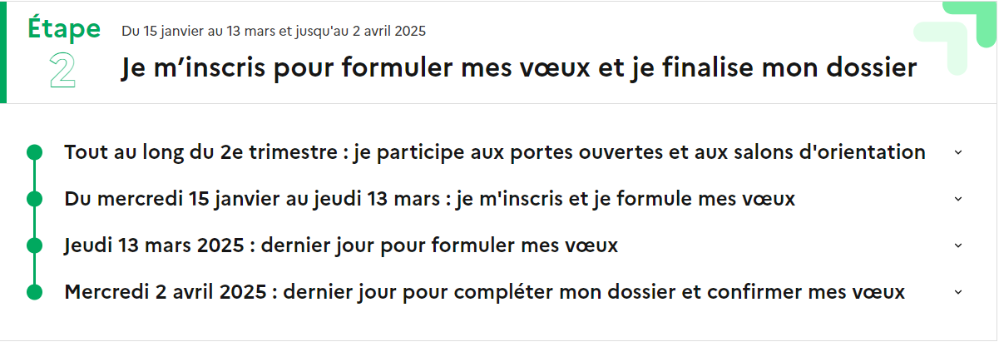 Étape
2
Du 15 janvier au 13 mars et jusqu'au 2 avril 2025
Je m’inscris pour formuler mes vœux et je finalise mon dossier
Tout au long du 2e trimestre : je participe aux portes ouvertes et aux salons d'orientation
Du mercredi 15 janvier au jeudi 13 mars : je m'inscris et je formule mes vœux
Jeudi 13 mars 2025 : dernier jour pour formuler mes vœux
Mercredi 2 avril 2025 : dernier jour pour compléter mon dossier et confirmer mes vœux